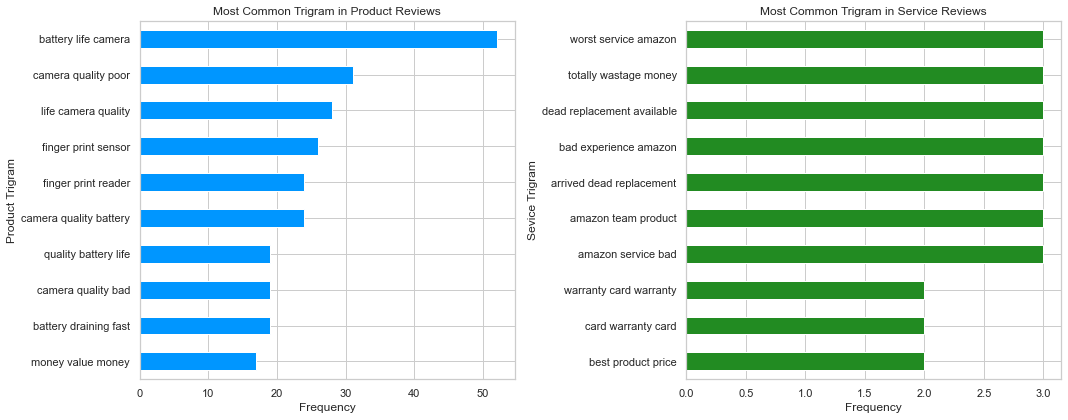 Most Common Trigram in Product Reviews
Product Trigram
battery life camera
camera quality poor
life camera quality
finger print sensor
finger print reader
camera quality battery
quality battery life
camera quality bad
battery draining fast
money value money
0 10 20 30 40 50
Frequency
Most Common Trigram in Service Reviews
Sevice Trigram
worst service amazon
totally wastage money
dead replacement available
bad experience amazon
arrived dead replacement
amazon team product
amazon service bad
warranty card warranty
card warranty card
best product price
0.0 0.5 1.0 1.5 2.0 2.5 3.0
Frequency